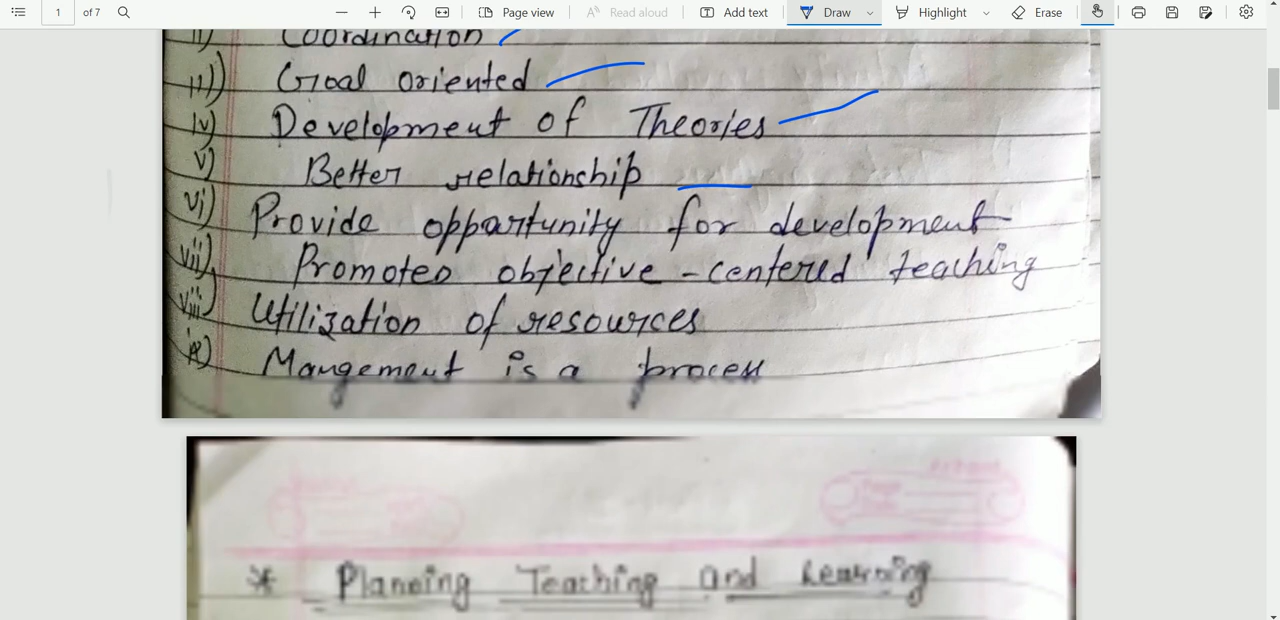 1 of 7 Page view Read aloud Add text Draw Highlight Erase
ii) Coordination
iii) Goal oriented
iv) Development of Theories
v) Better relationship
vi) Provide opportunity for development
vii) Promotes objective - centered teaching
viii) Utilization of resources
ix) Mangement is a process
* Planning Teaching and Learning